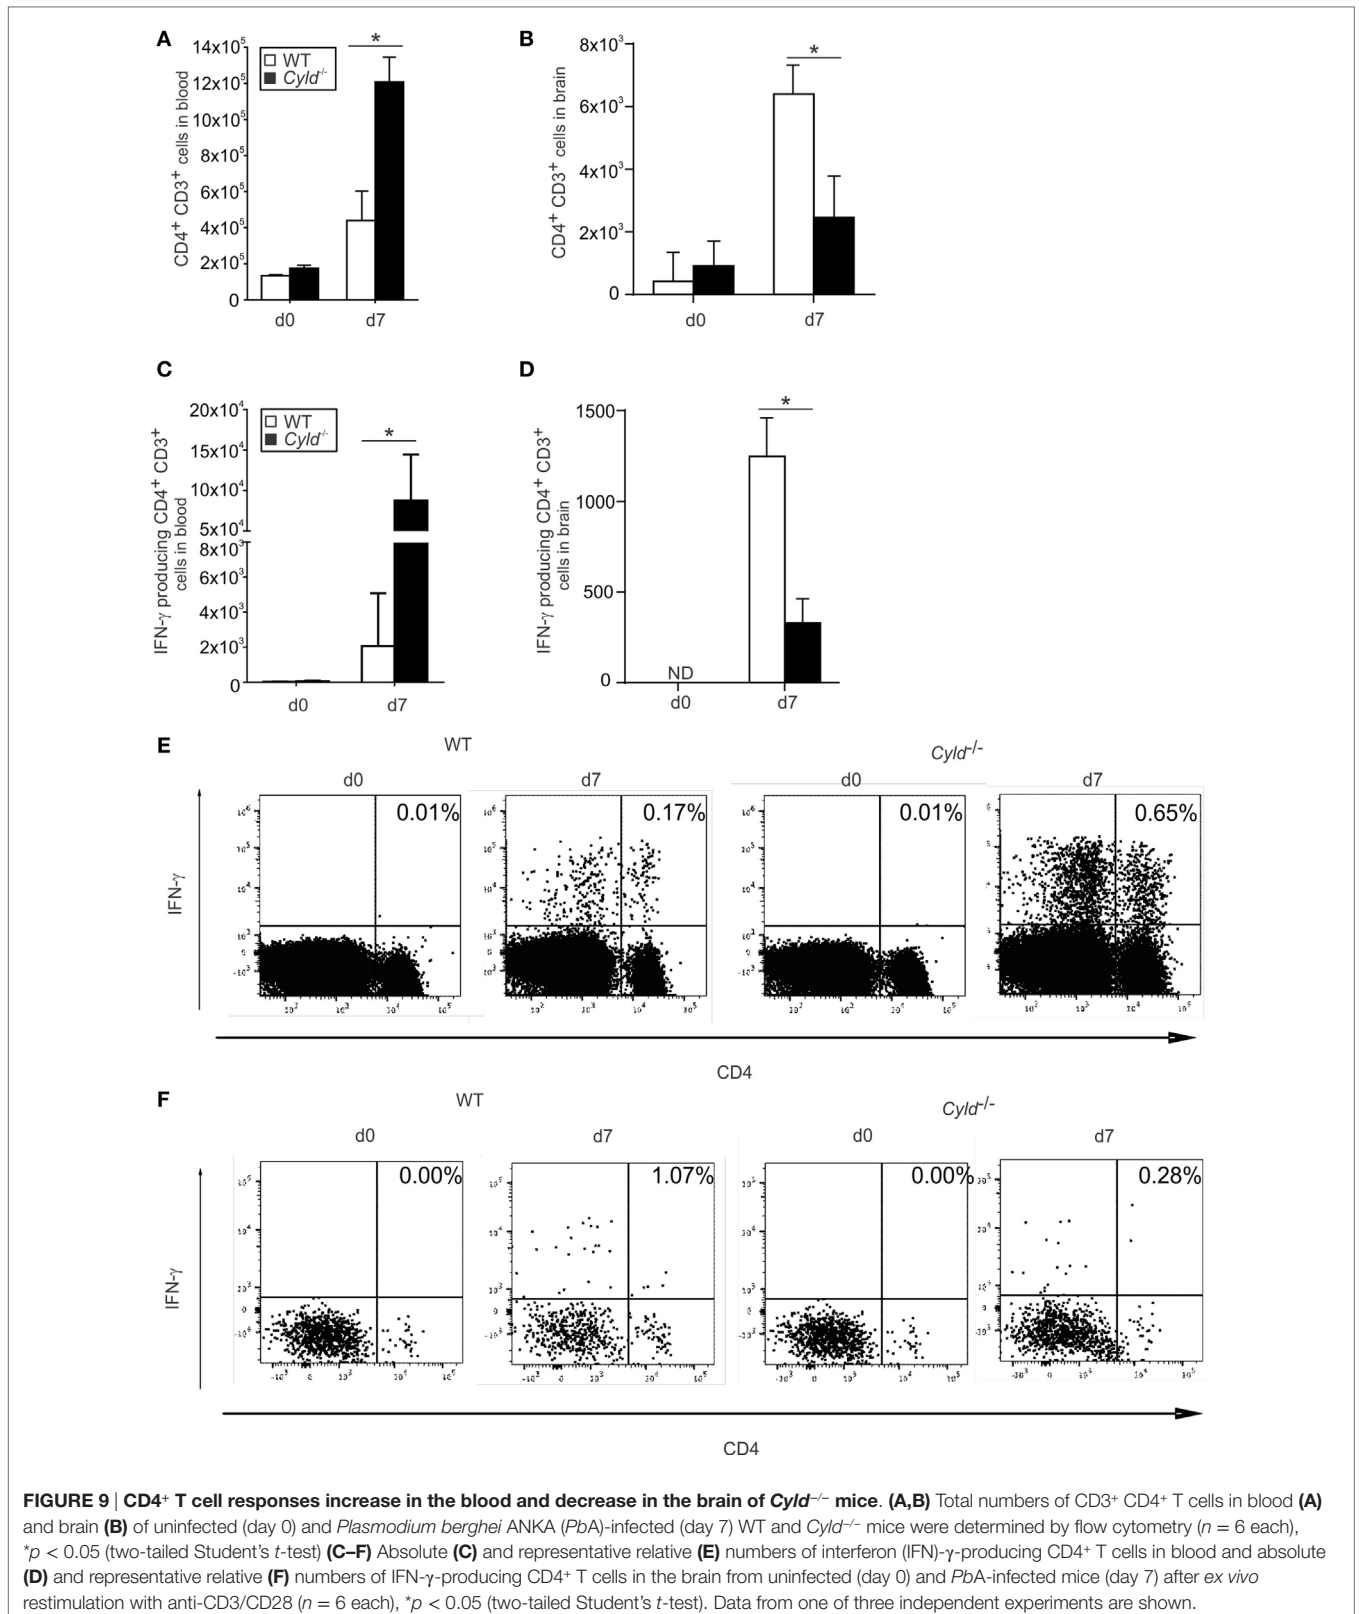 A
CD4+ CD3+ cells in blood
14x10⁵
12x10⁵
10x10⁵
8x10⁵
6x10⁵
4x10⁵
2x10⁵
0
WT
Cyld-/-
*
d0
d7
B
CD4+ CD3+ cells in brain
8x10³
6x10³
4x10³
2x10³
0
*
d0
d7
C
IFN-γ producing CD4+ CD3+
cells in blood
20x10⁴
15x10⁴
10x10⁴
5x10⁴
8x10³
6x10³
4x10³
2x10³
0
WT
Cyld-/-
*
d0
d7
D
IFN-γ producing CD4+ CD3+
cells in brain
1500
1000
500
0
*
ND
d0
d7
E
WT
Cyld-/-
d0
d7
d0
d7
0.01%
0.17%
0.01%
0.65%
IFN-γ
CD4
F
WT
Cyld-/-
d0
d7
d0
d7
0.00%
1.07%
0.00%
0.28%
IFN-γ
CD4
FIGURE 9 | CD4+ T cell responses increase in the blood and decrease in the brain of Cyld−/− mice. (A,B) Total numbers of CD3+ CD4+ T cells in blood (A)
and brain (B) of uninfected (day 0) and Plasmodium berghei ANKA (PbA)-infected (day 7) WT and Cyld−/− mice were determined by flow cytometry (n = 6 each),
*p < 0.05 (two-tailed Student's t-test) (C–F) Absolute (C) and representative relative (E) numbers of interferon (IFN)-γ-producing CD4+ T cells in blood and absolute
(D) and representative relative (F) numbers of IFN-γ-producing CD4+ T cells in the brain from uninfected (day 0) and PbA-infected mice (day 7) after ex vivo
restimulation with anti-CD3/CD28 (n = 6 each), *p < 0.05 (two-tailed Student's t-test). Data from one of three independent experiments are shown.